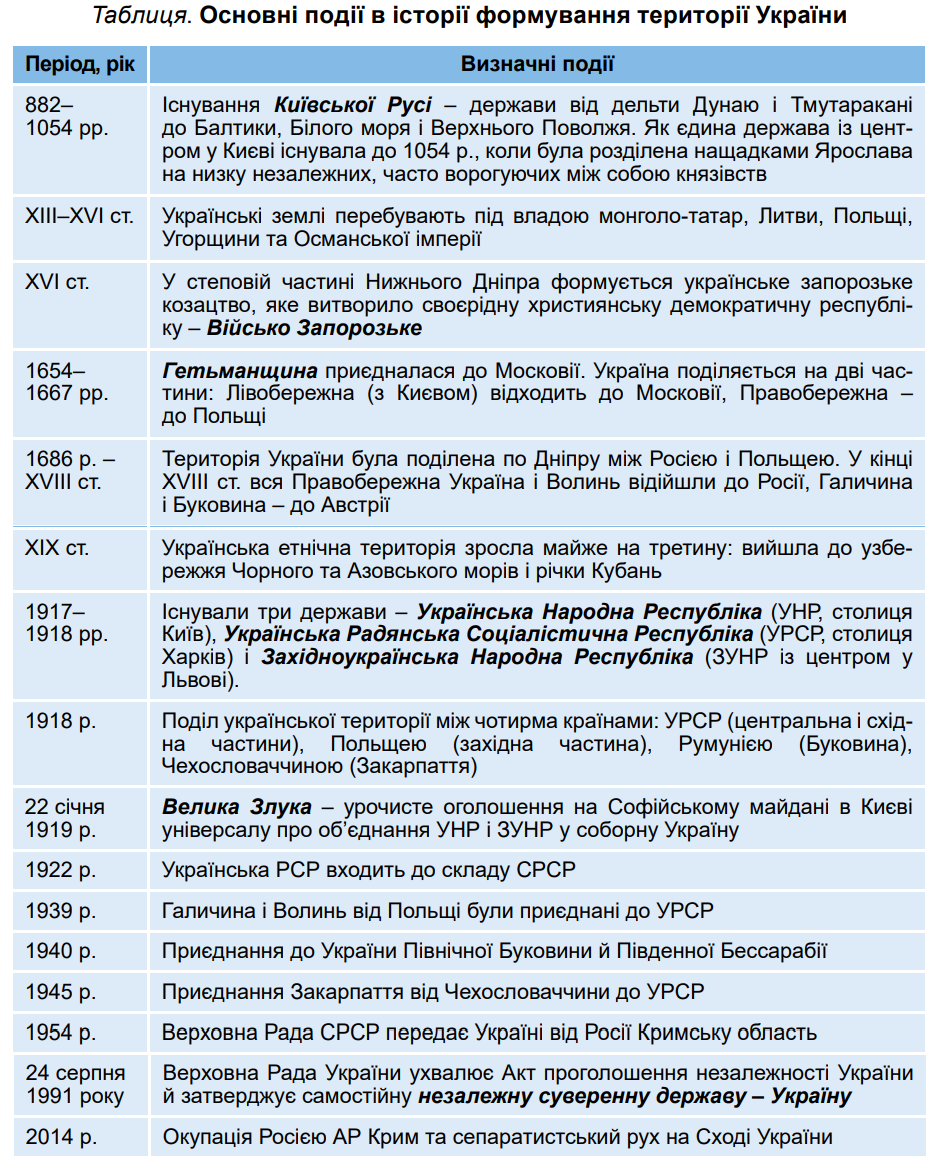 Таблиця. Основні події в історії формування території України
Період, рік
Визначні події
882–
1054 рр.
Існування Київської Русі – держави від дельти Дунаю і Тмутаракані
до Балтики, Білого моря і Верхнього Поволжя. Як єдина держава із цент-
ром у Києві існувала до 1054 р., коли була розділена нащадками Ярослава
на низку незалежних, часто ворогуючих між собою князівств
XIII–XVI ст.
Українські землі перебувають під владою монголо-татар, Литви, Польщі,
Угорщини та Османської імперії
XVI ст.
У степовій частині Нижнього Дніпра формується українське запорозьке
козацтво, яке витворило своєрідну християнську демократичну республі-
ку – Військо Запорозьке
1654–
1667 рр.
Гетьманщина приєдналася до Московії. Україна поділяється на дві час-
тини: Лівобережна (з Києвом) відходить до Московії, Правобережна –
до Польщі
1686 р. –
XVIII ст.
Територія України була поділена по Дніпру між Росією і Польщею. У кінці
XVIII ст. вся Правобережна Україна і Волинь відійшли до Росії, Галичина
і Буковина – до Австрії
XIX ст.
Українська етнічна територія зросла майже на третину: вийшла до узбе-
режжя Чорного та Азовського морів і річки Кубань
1917–
1918 рр.
Існували три держави – Українська Народна Республіка (УНР, столиця
Київ), Українська Радянська Соціалістична Республіка (УРСР, столиця
Харків) і Західноукраїнська Народна Республіка (ЗУНР із центром у
Львові).
1918 р.
Поділ української території між чотирма країнами: УРСР (центральна і схід-
на частини), Польщею (західна частина), Румунією (Буковина),
Чехословаччиною (Закарпаття)
22 січня
1919 р.
Велика Злука – урочисте оголошення на Софійському майдані в Києві
універсалу про об’єднання УНР і ЗУНР у соборну Україну
1922 р.
Українська РСР входить до складу СРСР
1939 р.
Галичина і Волинь від Польщі були приєднані до УРСР
1940 р.
Приєднання до України Північної Буковини й Південної Бессарабії
1945 р.
Приєднання Закарпаття від Чехословаччини до УРСР
1954 р.
Верховна Рада СРСР передає Україні від Росії Кримську область
24 серпня
1991 року
Верховна Рада України ухвалює Акт проголошення незалежності України
й затверджує самостійну незалежну суверенну державу – Україну
2014 р.
Окупація Росією АР Крим та сепаратистський рух на Сході України